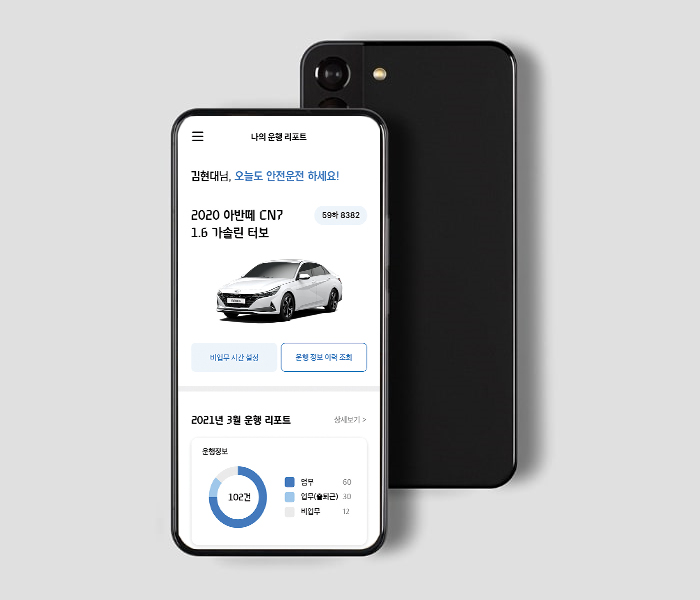 나의 운행 리포트
김현대님, 오늘도 안전운전 하세요!
2020 아반떼 CN7
59하 8382
1.6 가솔린 터보
비업무 시간 설정
운행 정보 이력 조회
2021년 3월 운행 리포트
상세보기 >
운행정보
102건
업무 60
업무(출퇴근) 30
비업무 12